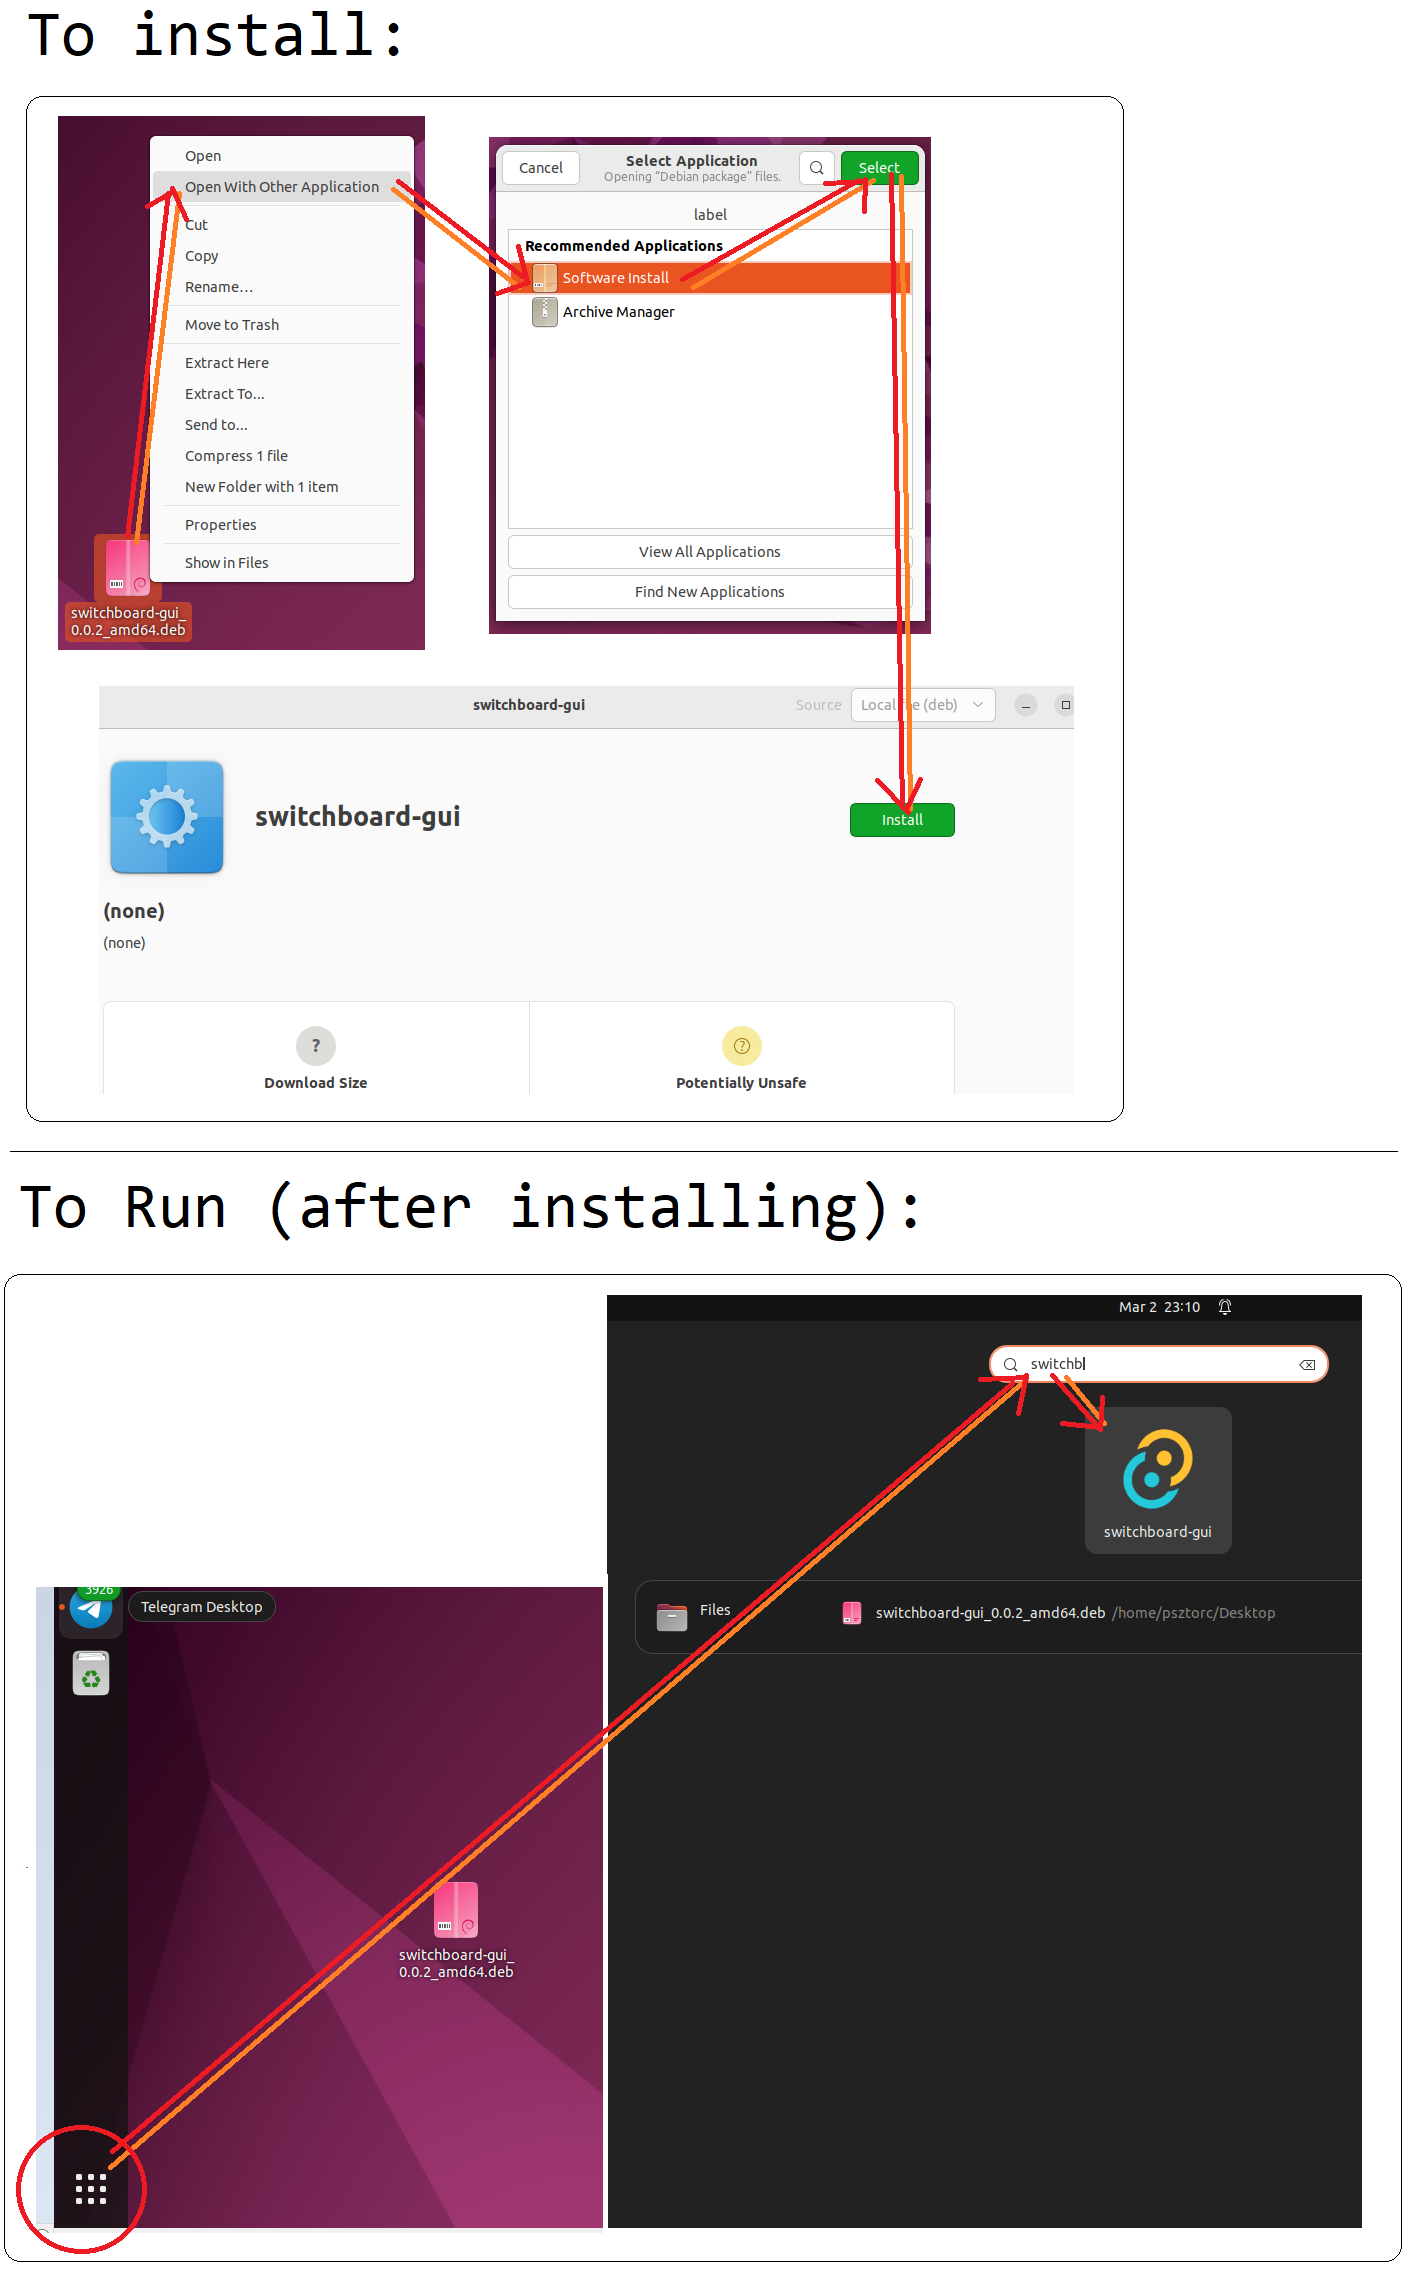 To install:
Open
Open With Other Application
Cut
Copy
Rename…
Move to Trash
Extract Here
Extract To…
Send to…
Compress 1 file
New Folder with 1 item
Properties
Show in Files
switchboard-gui_
0.0.2_amd64.deb
Cancel
Select Application
Opening “Debian package” files.
Select
label
Recommended Applications
Software Install
Archive Manager
View All Applications
Find New Applications
switchboard-gui
Source
Local file (deb)
switchboard-gui
Install
(none)
(none)
?
Download Size
?
Potentially Unsafe
To Run (after installing):
Mar 2 23:10
switchb
switchboard-gui
Files
switchboard-gui_0.0.2_amd64.deb /home/psztorc/Desktop
3926
Telegram Desktop
switchboard-gui_
0.0.2_amd64.deb